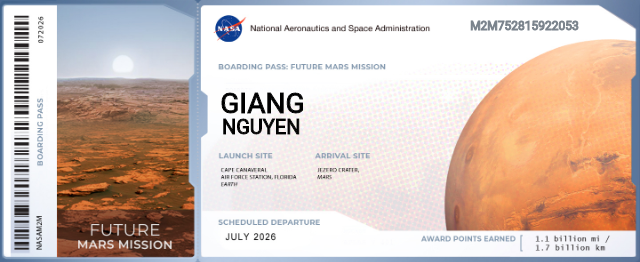 072026
BOARDING PASS
NASAM2M
FUTURE
MARS MISSION
NASA
National Aeronautics and Space Administration
M2M752815922053
BOARDING PASS: FUTURE MARS MISSION
GIANG
NGUYEN
LAUNCH SITE
CAPE CANAVERAL
AIR FORCE STATION, FLORIDA
EARTH
ARRIVAL SITE
JEZERO CRATER,
MARS
SCHEDULED DEPARTURE
JULY 2026
AWARD POINTS EARNED
1.1 billion mi /
1.7 billion km